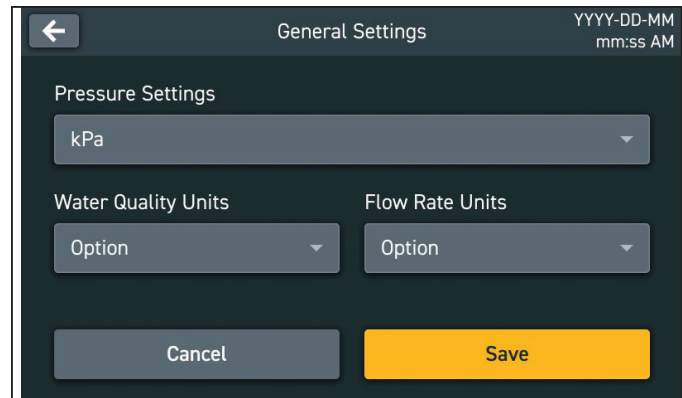 General Settings
YYYY-DD-MM
mm:ss AM
Pressure Settings
kPa
Water Quality Units
Flow Rate Units
Option
Option
Cancel
Save